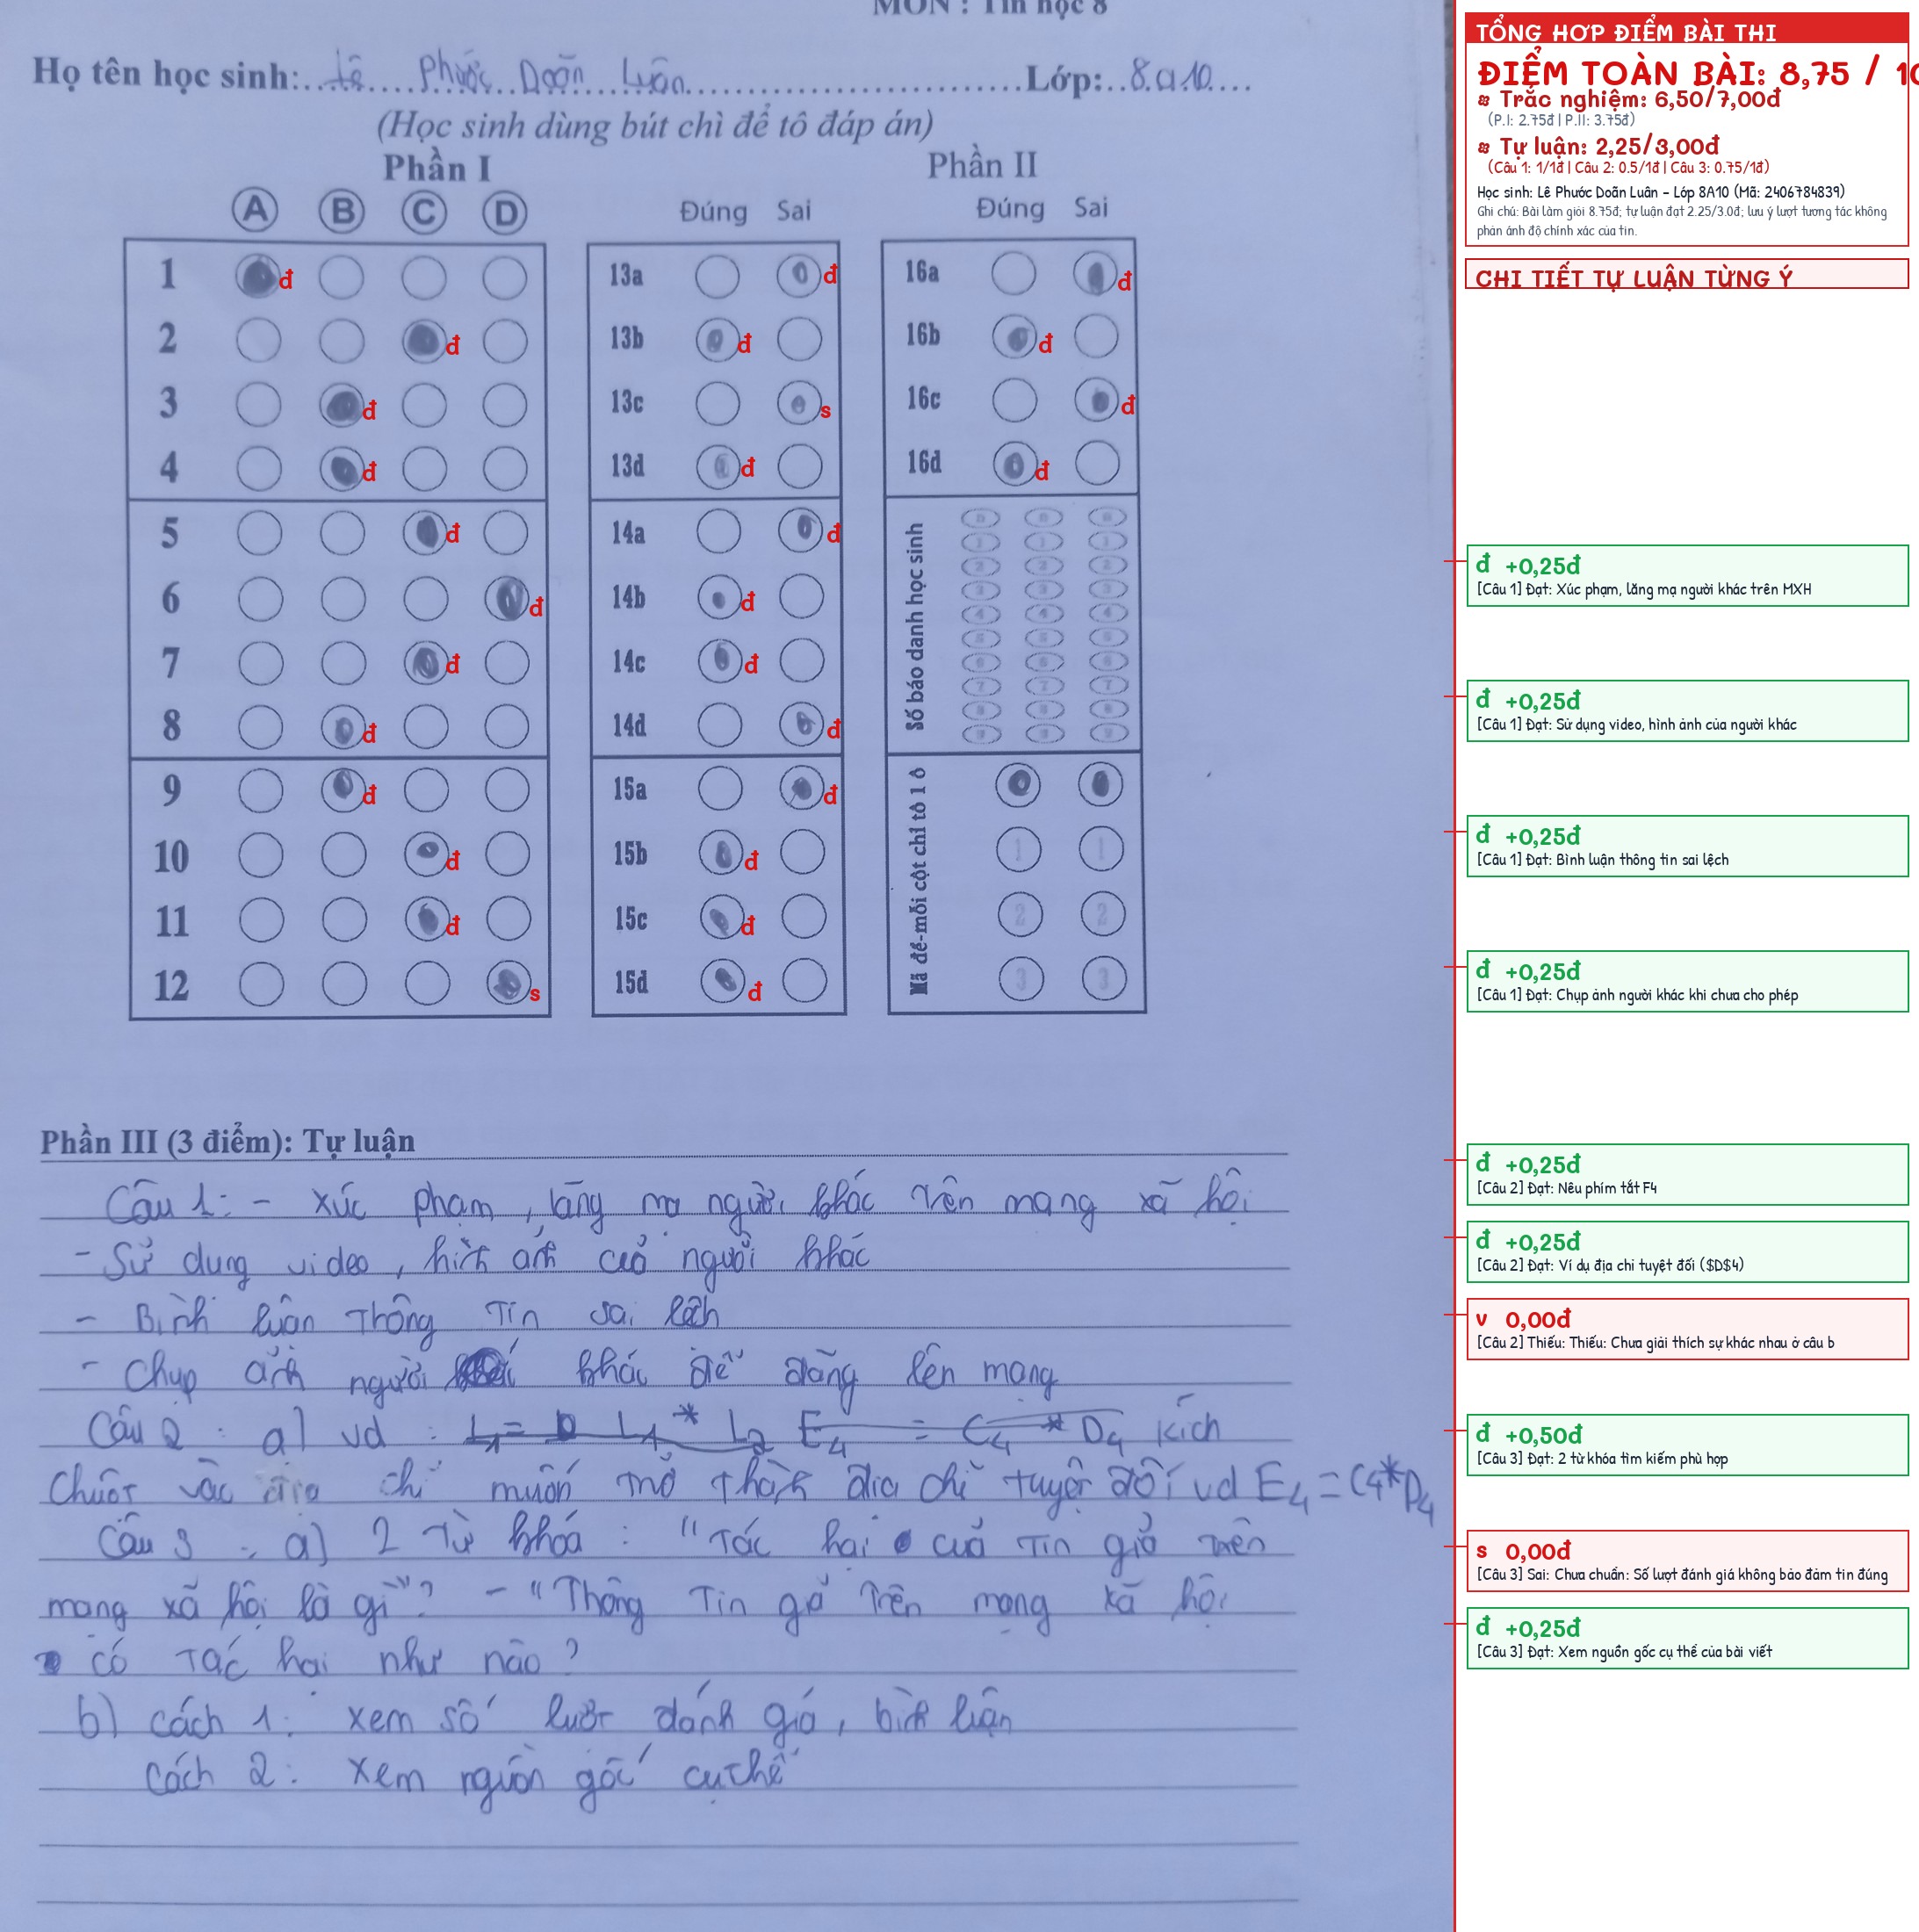 MÔN : Tin học 8
Họ tên học sinh:...Lê....Phước Doãn Luân..........Lớp:..8.a10....
(Học sinh dùng bút chì để tô đáp án)
Phần I
Phần II
A B C D
Đúng Sai
Đúng Sai
1 đ
2 đ
3 đ
4 đ
5 đ
6 đ
7 đ
8 đ
9 đ
10 đ
11 đ
12 s
13a đ
13b đ
13c s
13d đ
14a đ
14b đ
14c đ
14d đ
15a đ
15b đ
15c đ
15d đ
16a đ
16b đ
16c đ
16d đ
Số báo danh học sinh
Mã đề-mỗi cột chỉ tô 1 ô
1 1
2 2
3 3
Phần III (3 điểm): Tự luận
Câu 1: - xúc phạm , lăng mạ người khác trên mạng xã hội
- Sử dụng video , hình ảnh của người khác
- Bình luận thông tin sai lệch
- Chụp ảnh người khác để đăng lên mạng
Câu 2 : a) vd : E4 = C4 * D4 kích
chuột vào địa chỉ muốn mở thành địa chỉ tuyệt đối vd E4 = C4*D4
Câu 3 : a) 2 từ khoá : "Tác hại của tin giả trên
mạng xã hội là gì"? - "Thông tin giả trên mạng xã hội
có tác hại như nào?
b) cách 1: xem số lượt đánh giá, bình luận
cách 2: xem nguồn gốc cụ thể
TỔNG HỢP ĐIỂM BÀI THI
ĐIỂM TOÀN BÀI: 8,75 / 10
Trắc nghiệm: 6,50/7,00đ
(P.I: 2.75đ | P.II: 3.75đ)
Tự luận: 2,25/3,00đ
(Câu 1: 1/1đ | Câu 2: 0.5/1đ | Câu 3: 0.75/1đ)
Học sinh: Lê Phước Doãn Luân - Lớp 8A10 (Mã: 2406784839)
Ghi chú: Bài làm giỏi 8.75đ; tự luận đạt 2.25/3.0đ; lưu ý lượt tương tác không
phản ánh độ chính xác của tin.
CHI TIẾT TỰ LUẬN TỪNG Ý
đ +0,25đ
[Câu 1] Đạt: Xúc phạm, lăng mạ người khác trên MXH
đ +0,25đ
[Câu 1] Đạt: Sử dụng video, hình ảnh của người khác
đ +0,25đ
[Câu 1] Đạt: Bình luận thông tin sai lệch
đ +0,25đ
[Câu 1] Đạt: Chụp ảnh người khác khi chưa cho phép
đ +0,25đ
[Câu 2] Đạt: Nêu phím tắt F4
đ +0,25đ
[Câu 2] Đạt: Ví dụ địa chỉ tuyệt đối ($D$4)
v 0,00đ
[Câu 2] Thiếu: Thiếu: Chưa giải thích sự khác nhau ở câu b
đ +0,50đ
[Câu 3] Đạt: 2 từ khóa tìm kiếm phù hợp
s 0,00đ
[Câu 3] Sai: Chưa chuẩn: Số lượt đánh giá không bảo đảm tin đúng
đ +0,25đ
[Câu 3] Đạt: Xem nguồn gốc cụ thể của bài viết